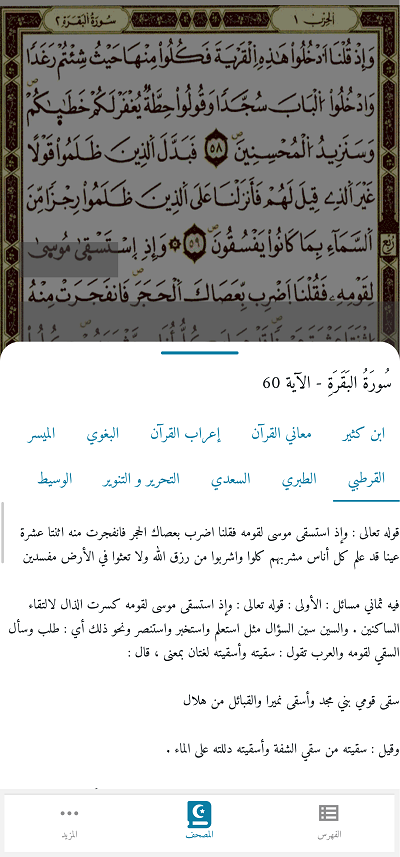 الحزب ١
سورة البقرة ٢
وَإِذْ قُلْنَا ادْخُلُوا هَٰذِهِ الْقَرْيَةَ فَكُلُوا مِنْهَا حَيْثُ شِئْتُمْ رَغَدًا
وَادْخُلُوا الْبَابَ سُجَّدًا وَقُولُوا حِطَّةٌ يُغْفَرْ لَكُمْ خَطَٰيَٰكُمْ
وَسَنَزِيدُ الْمُحْسِنِينَ ٥٨ فَبَدَّلَ الَّذِينَ ظَلَمُوا قَوْلًا
غَيْرَ الَّذِي قِيلَ لَهُمْ فَأَنزَلْنَا عَلَى الَّذِينَ ظَلَمُوا رِجْزًا مِّنَ
السَّمَآءِ بِمَا كَانُوا يَفْسُقُونَ ٥٩ وَإِذِ اسْتَسْقَىٰ مُوسَىٰ
ربع
لِقَوْمِهِ فَقُلْنَا اضْرِب بِّعَصَاكَ الْحَجَرَ فَانفَجَرَتْ مِنْهُ
سُورَةُ البَقَرَةِ - الآية 60
ابن كثير
معاني القرآن
إعراب القرآن
البغوي
الميسر
القرطبي
الطبري
السعدي
التحرير و التنوير
الوسيط
قوله تعالى : وإذ استسقى موسى لقومه فقلنا اضرب بعصاك الحجر فانفجرت منه اثنتا عشرة
عينا قد علم كل أناس مشربهم كلوا واشربوا من رزق الله ولا تعثوا في الأرض مفسدين
فيه ثماني مسائل : الأولى : قوله تعالى : وإذ استسقى موسى لقومه كسرت الذال لالتقاء
الساكنين . والسين سين السؤال مثل استعلم واستخبر واستنصر ونحو ذلك أي : طلب وسأل
السقي لقومه والعرب تقول : سقيته وأسقيته لغتان بمعنى ، قال :
سقى قومي بني مجد وأسقى نميرا والقبائل من هلال
وقيل : سقيته من سقي الشفة وأسقيته دللته على الماء .
الفهرس
المصحف
المزيد